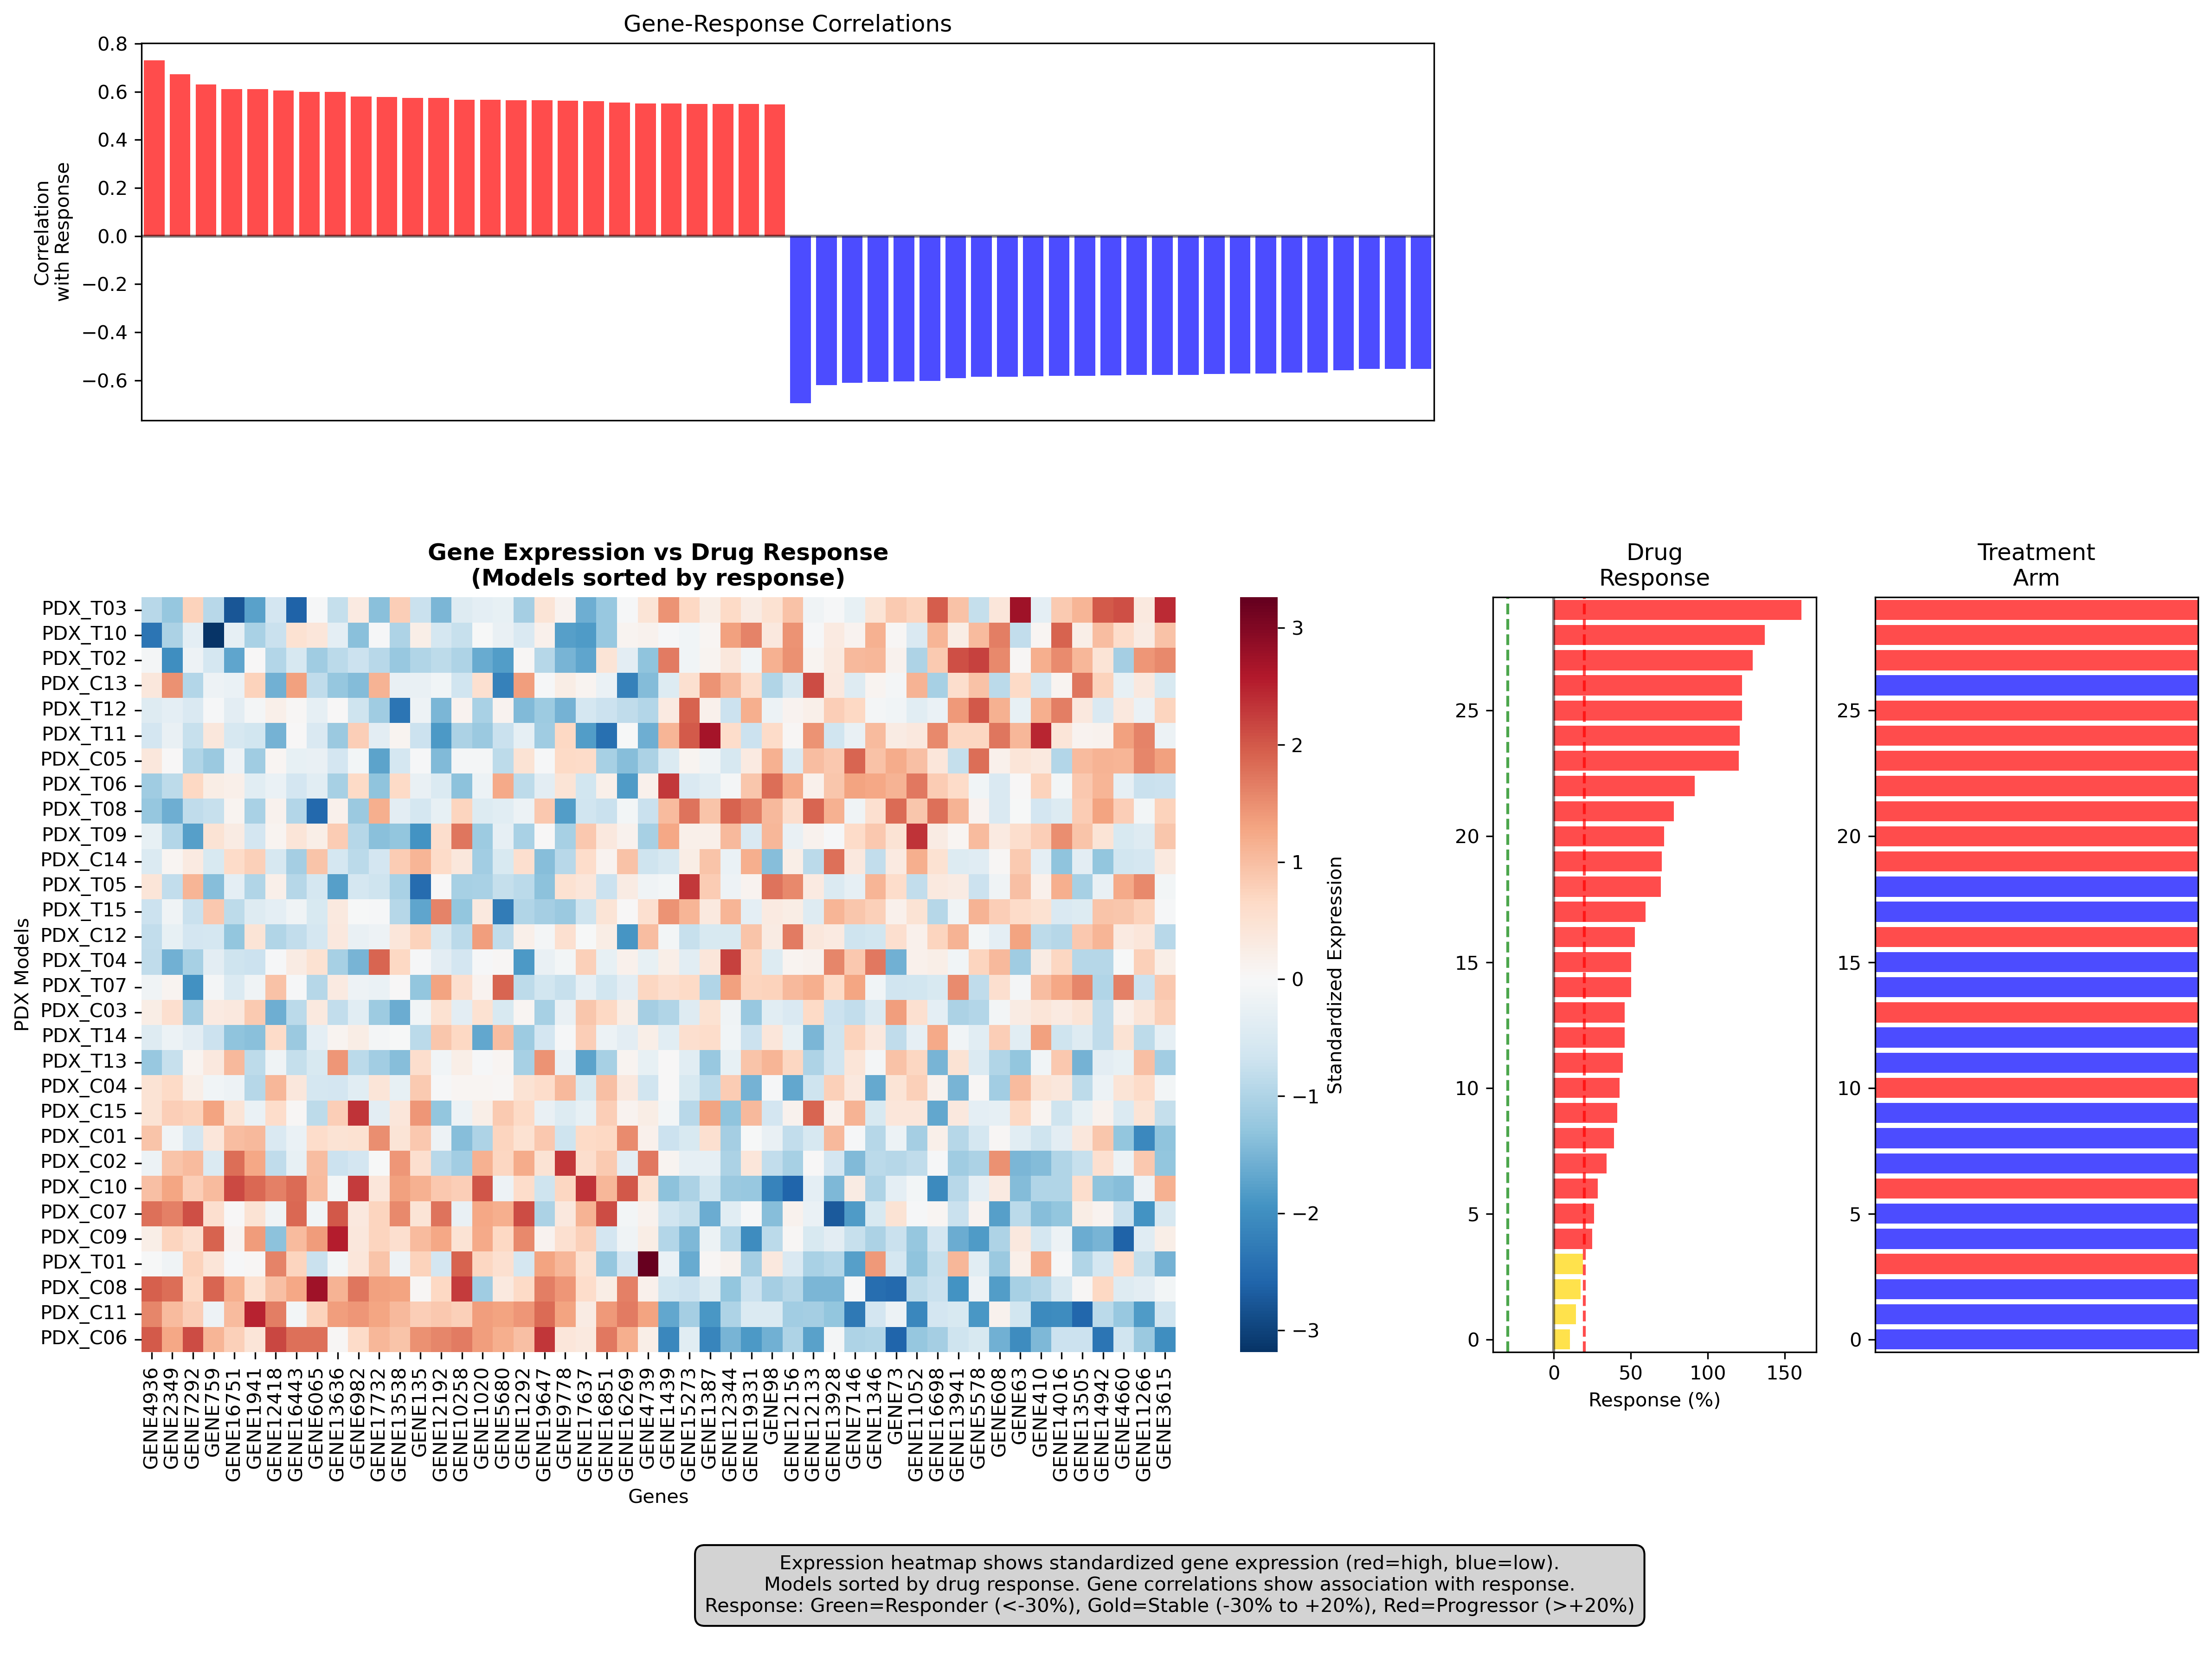 Gene-Response Correlations
Correlation
with Response
0.8
0.6
0.4
0.2
0.0
−0.2
−0.4
−0.6
Gene Expression vs Drug Response
(Models sorted by response)
PDX Models
PDX_T03
PDX_T10
PDX_T02
PDX_C13
PDX_T12
PDX_T11
PDX_C05
PDX_T06
PDX_T08
PDX_T09
PDX_C14
PDX_T05
PDX_T15
PDX_C12
PDX_T04
PDX_T07
PDX_C03
PDX_T14
PDX_T13
PDX_C04
PDX_C15
PDX_C01
PDX_C02
PDX_C10
PDX_C07
PDX_C09
PDX_T01
PDX_C08
PDX_C11
PDX_C06
GENE4936
GENE2349
GENE7292
GENE759
GENE16751
GENE1941
GENE12418
GENE16443
GENE6065
GENE13636
GENE6982
GENE17732
GENE13538
GENE135
GENE12192
GENE10258
GENE1020
GENE5680
GENE12292
GENE19647
GENE9778
GENE17637
GENE16851
GENE16269
GENE4739
GENE1439
GENE15273
GENE1387
GENE12344
GENE19331
GENE98
GENE12156
GENE12133
GENE13928
GENE7146
GENE1346
GENE73
GENE11052
GENE16698
GENE13941
GENE5578
GENE608
GENE63
GENE410
GENE14016
GENE13505
GENE14942
GENE4660
GENE11266
GENE3615
Genes
3
2
1
0
−1
−2
−3
Standardized Expression
Drug
Response
25
20
15
10
5
0
0
50
100
150
Response (%)
Treatment
Arm
25
20
15
10
5
0
Expression heatmap shows standardized gene expression (red=high, blue=low).
Models sorted by drug response. Gene correlations show association with response.
Response: Green=Responder (<-30%), Gold=Stable (-30% to +20%), Red=Progressor (>+20%)